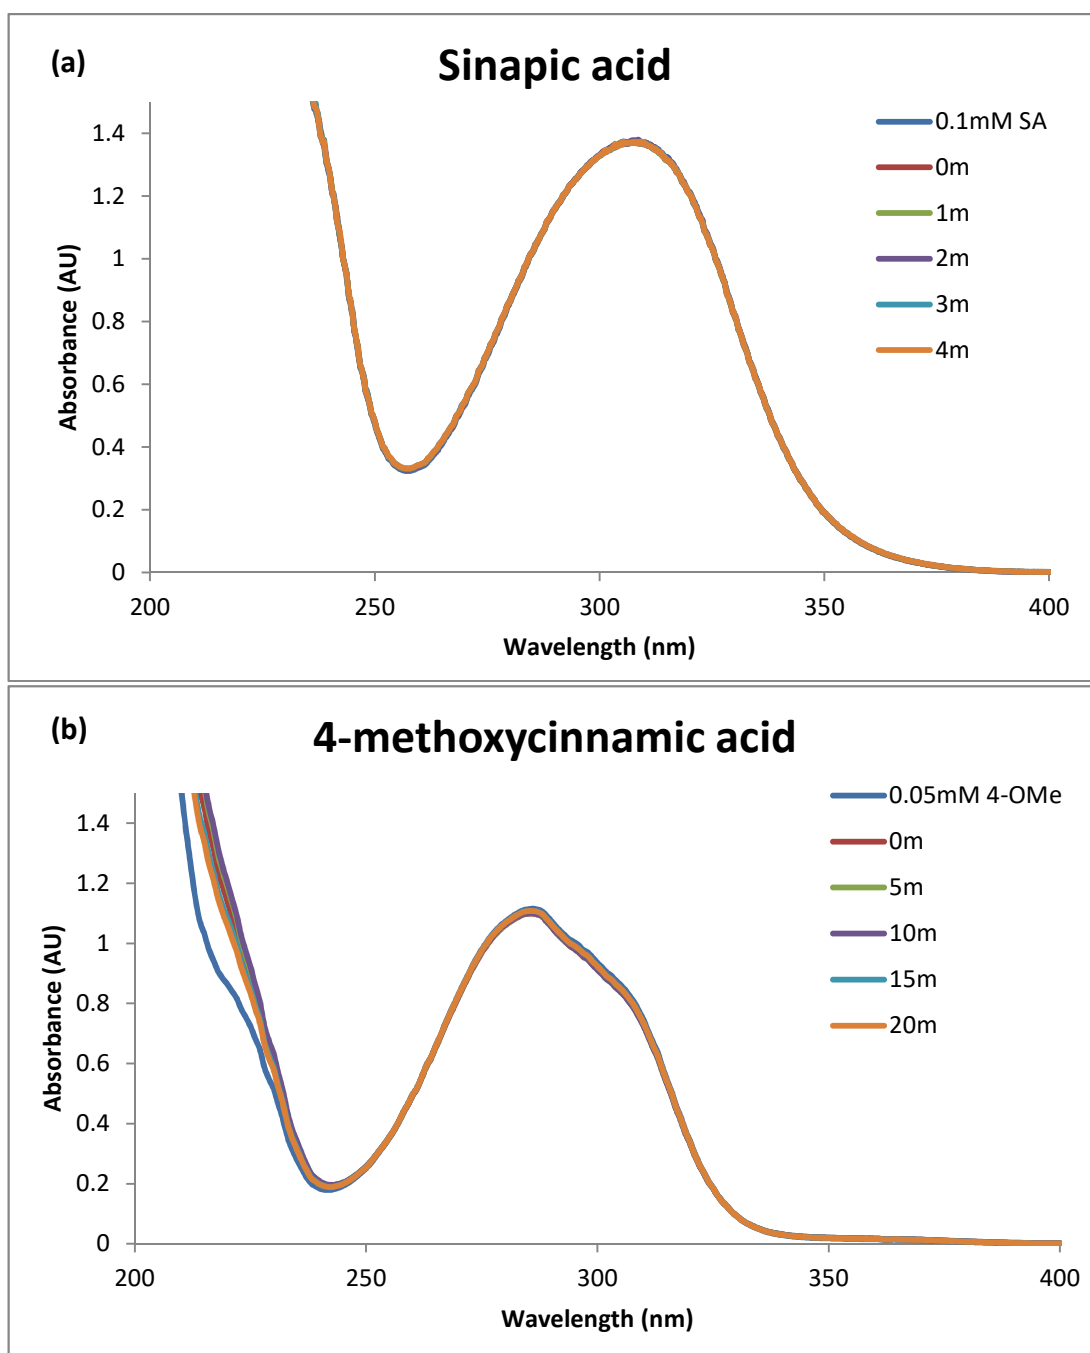 (a)
Sinapic acid
1.4
1.2
1
0.8
0.6
0.4
0.2
0
Absorbance (AU)
200
250
300
350
400
Wavelength (nm)
0.1mM SA
0m
1m
2m
3m
4m
(b)
4-methoxycinnamic acid
1.4
1.2
1
0.8
0.6
0.4
0.2
0
Absorbance (AU)
200
250
300
350
400
Wavelength (nm)
0.05mM 4-OMe
0m
5m
10m
15m
20m